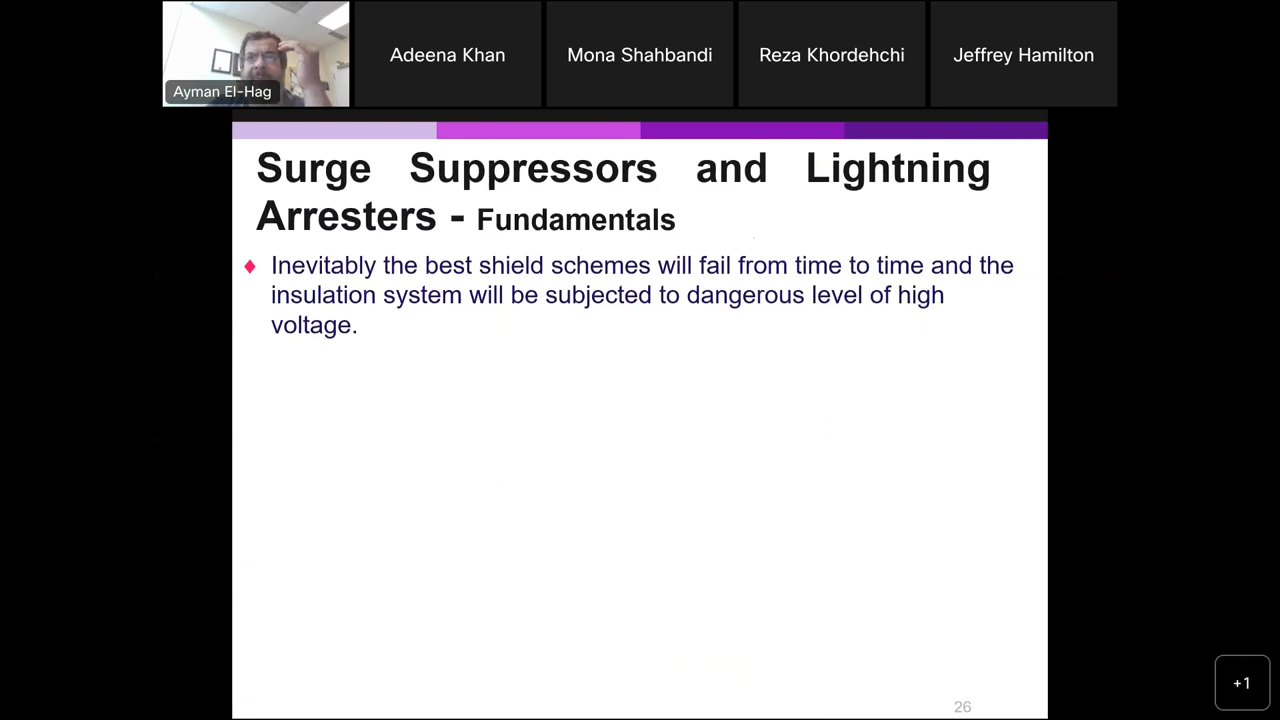 Adeena Khan
Mona Shahbandi
Reza Khordehchi
Jeffrey Hamilton
Ayman El-Hag
Surge Suppressors and Lightning
Arresters - Fundamentals
Inevitably the best shield schemes will fail from time to time and the
insulation system will be subjected to dangerous level of high
voltage.
26
+1